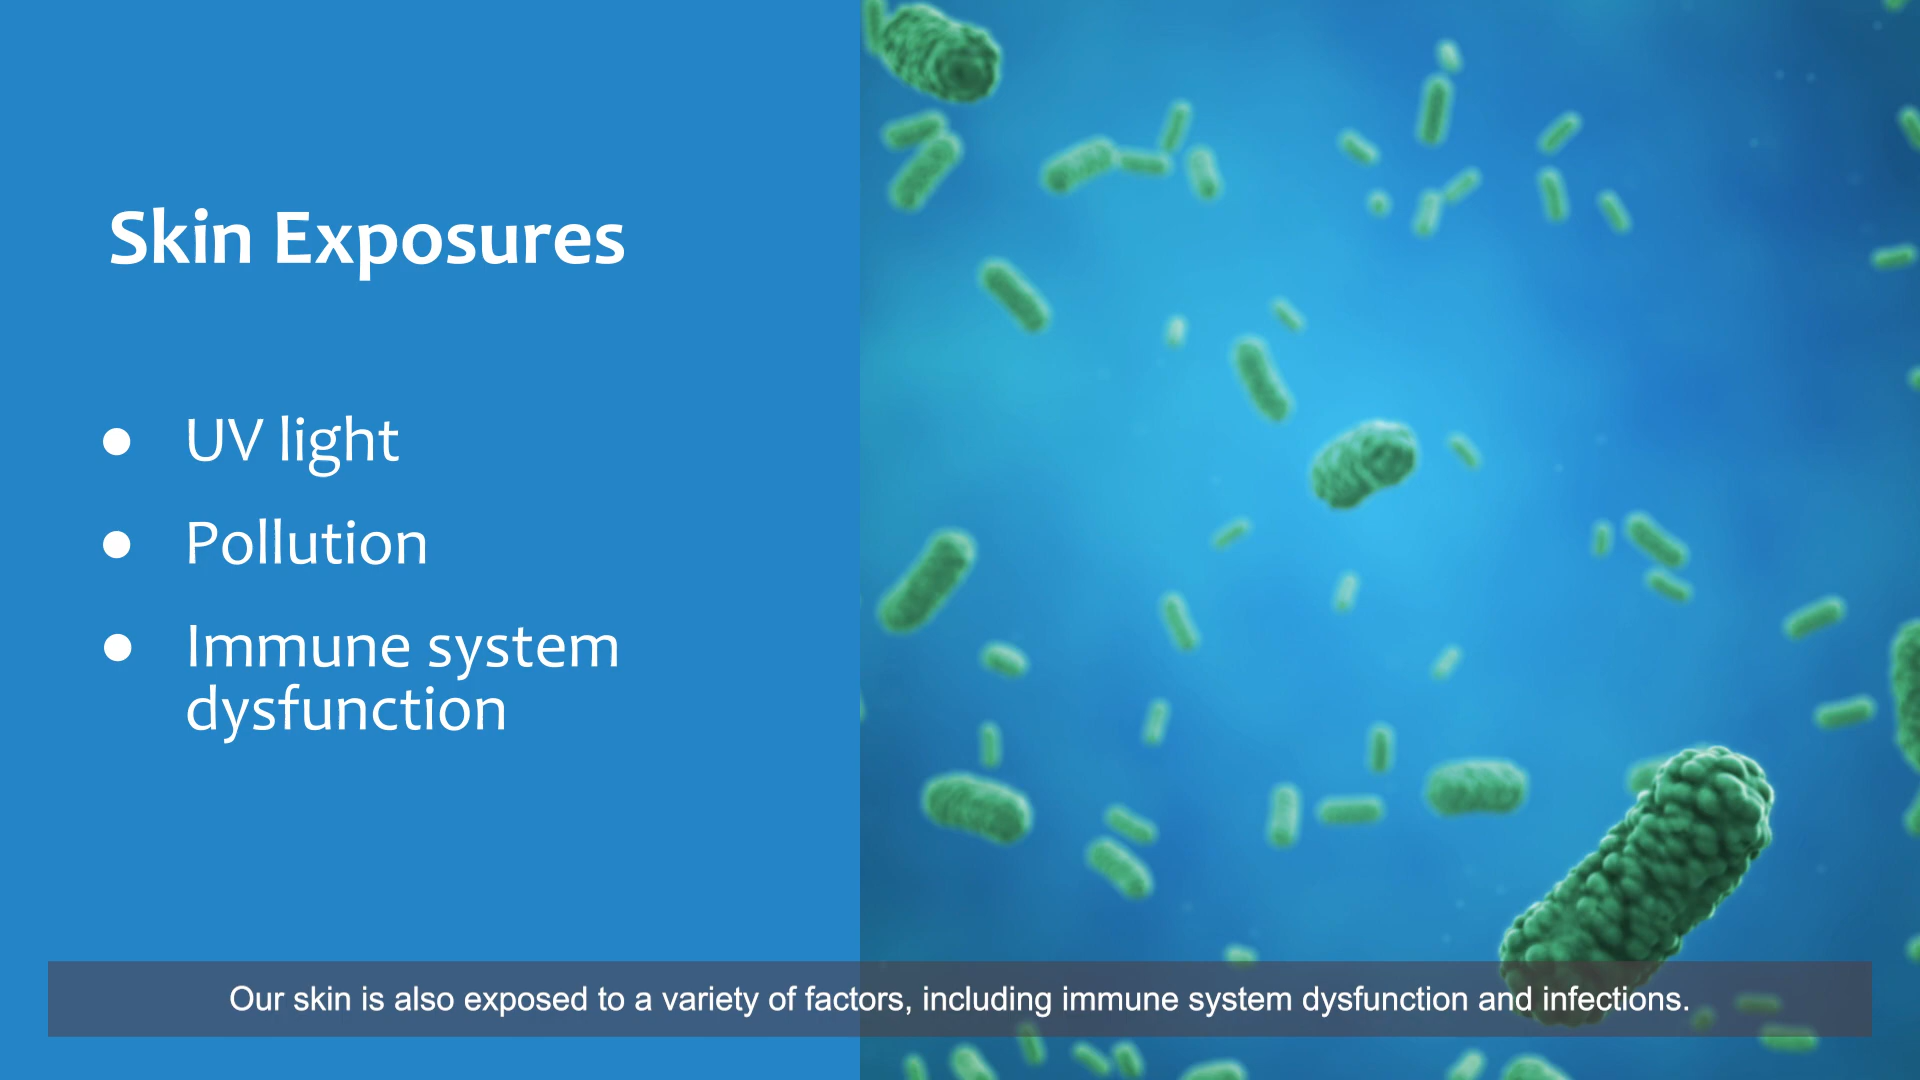 Skin Exposures
● UV light
● Pollution
● Immune system
dysfunction
Our skin is also exposed to a variety of factors, including immune system dysfunction and infections.